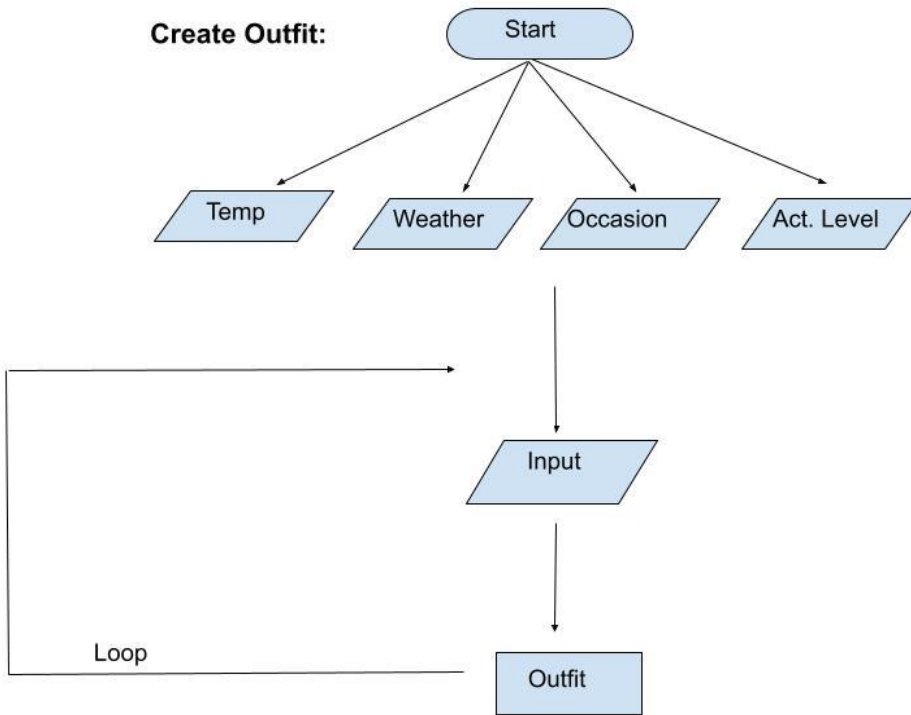 Create Outfit:
Start
Temp
Weather
Occasion
Act. Level
Input
Loop
Outfit